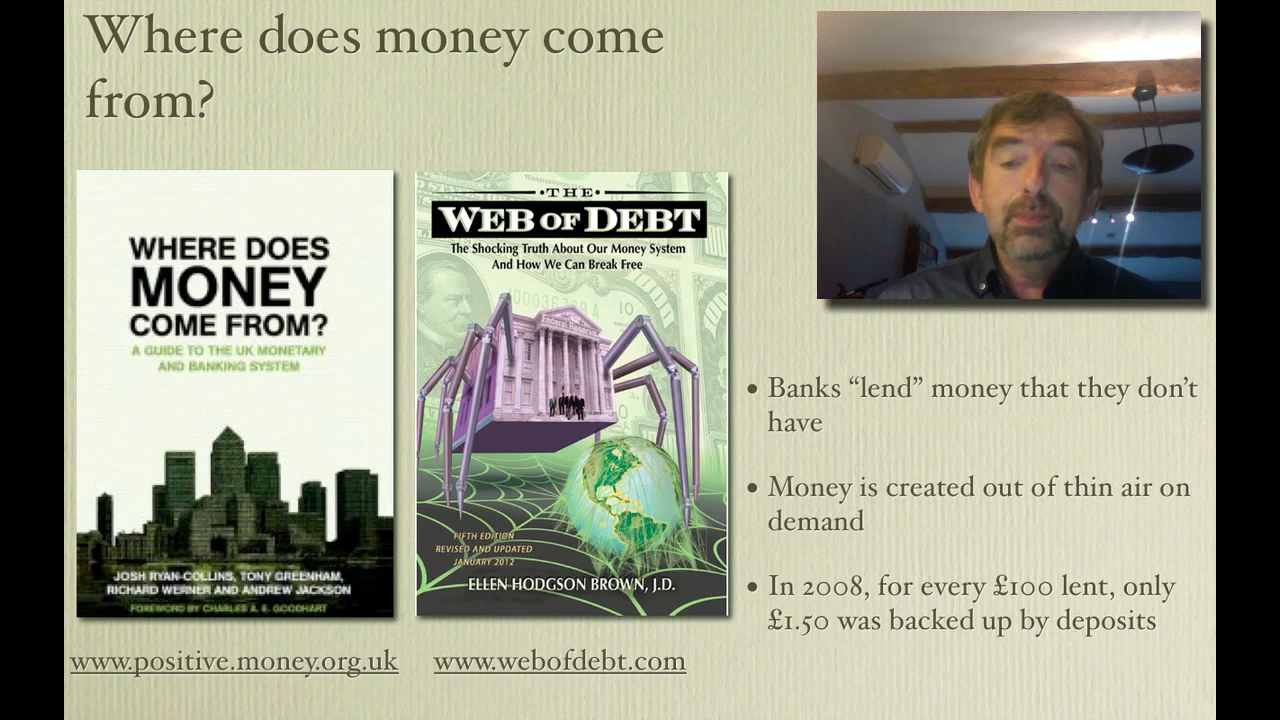 Where does money come
from?
WHERE DOES
MONEY
COME FROM?
A GUIDE TO THE UK MONETARY
AND BANKING SYSTEM
JOSH RYAN-COLLINS, TONY GREENHAM,
RICHARD WERNER AND ANDREW JACKSON
FOREWORD BY CHARLES A. E. GOODHART
www.positive.money.org.uk
•THE•
WEB OF DEBT
The Shocking Truth About Our Money System
And How We Can Break Free
Federal Reserve
FIFTH EDITION
REVISED AND UPDATED
JANUARY 2012
ELLEN HODGSON BROWN, J.D.
www.webofdebt.com
• Banks “lend” money that they don’t
have
• Money is created out of thin air on
demand
• In 2008, for every £100 lent, only
£1.50 was backed up by deposits